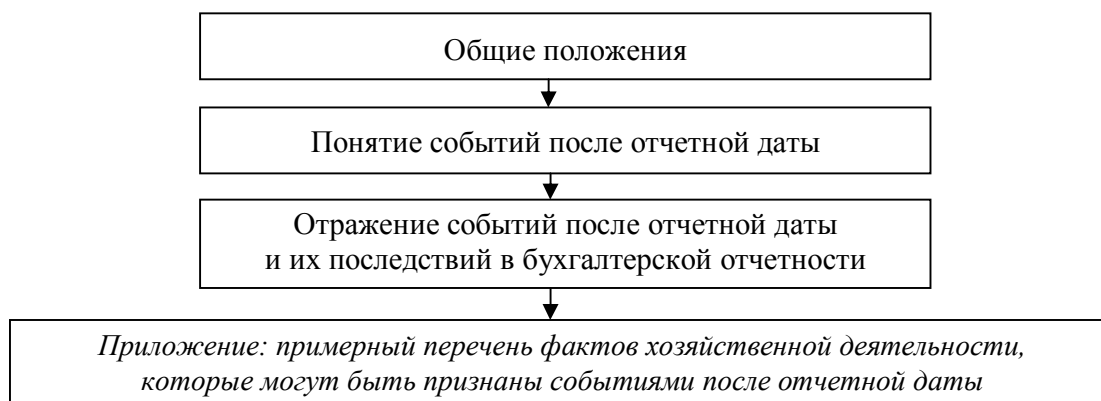 Общие положения
Понятие событий после отчетной даты
Отражение событий после отчетной даты
и их последствий в бухгалтерской отчетности
Приложение: примерный перечень фактов хозяйственной деятельности,
которые могут быть признаны событиями после отчетной даты